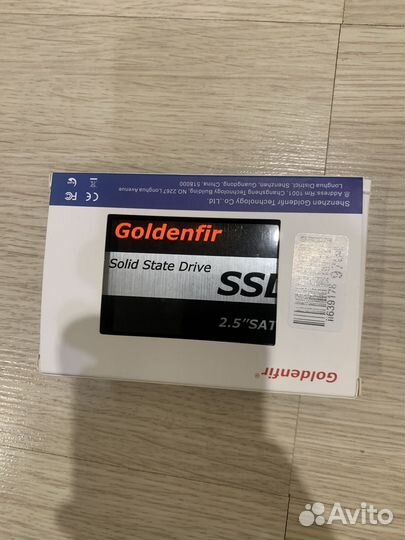 Shenzhen Goldenfir Technology Co.,Ltd.
Address: Rm 1001, Changsheng Technology Building, NO.2267 Longhua Avenue
Longhua District, Shenzhen, Guangdong, China, 518000
CE
Goldenfir
Solid State Drive
SSD
2.5"SAT
Goldenfir®
Avito